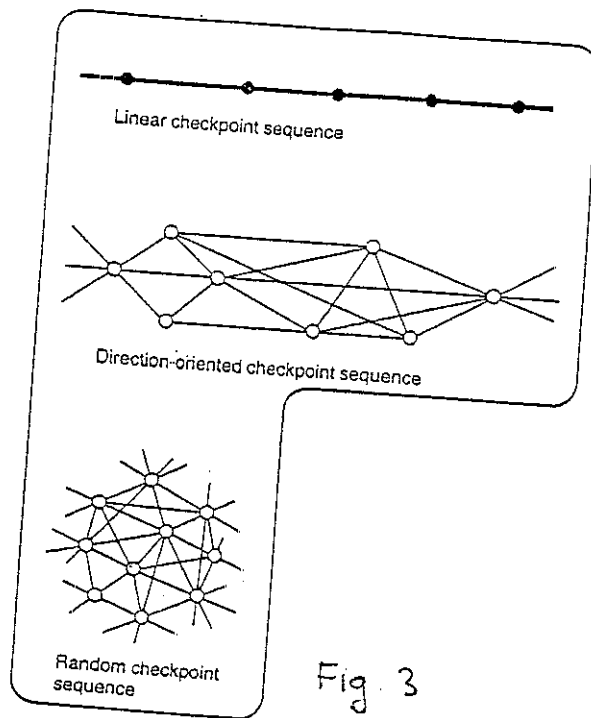 Linear checkpoint sequence
Direction-oriented checkpoint sequence
Random checkpoint
sequence
Fig. 3